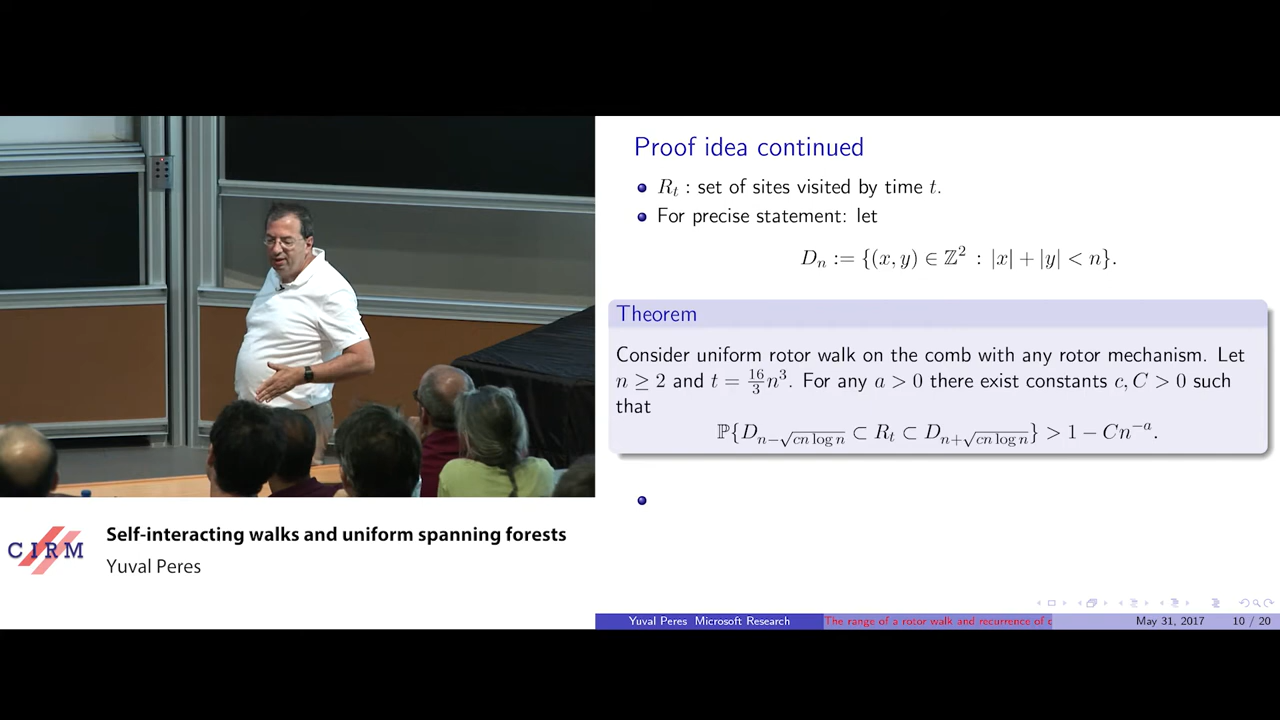 Proof idea continued
R_t : set of sites visited by time t.
For precise statement: let
D_n := {(x, y) ∈ ℤ² : |x| + |y| < n}.
Theorem
Consider uniform rotor walk on the comb with any rotor mechanism. Let
n ≥ 2 and t = 16/3 n³. For any a > 0 there exist constants c, C > 0 such
that
ℙ{D_{n−√(cn log n)} ⊂ R_t ⊂ D_{n+√(cn log n)}} > 1 − Cn^{−a}.
CIRM
Self-interacting walks and uniform spanning forests
Yuval Peres
Yuval Peres Microsoft Research
The range of a rotor walk and recurrence of
May 31, 2017
10 / 20